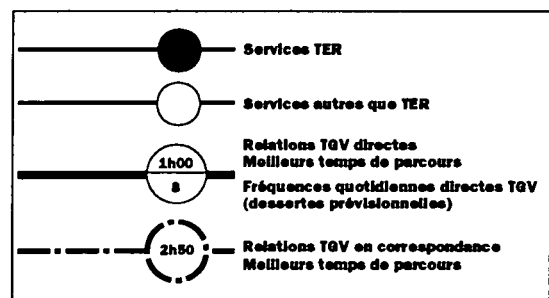 Services TER
Services autres que TER
1h00
8
Relations TGV directes
Meilleurs temps de parcours
Fréquences quotidiennes directes TGV
(dessertes prévisionnelles)
2h50
Relations TGV en correspondance
Meilleurs temps de parcours